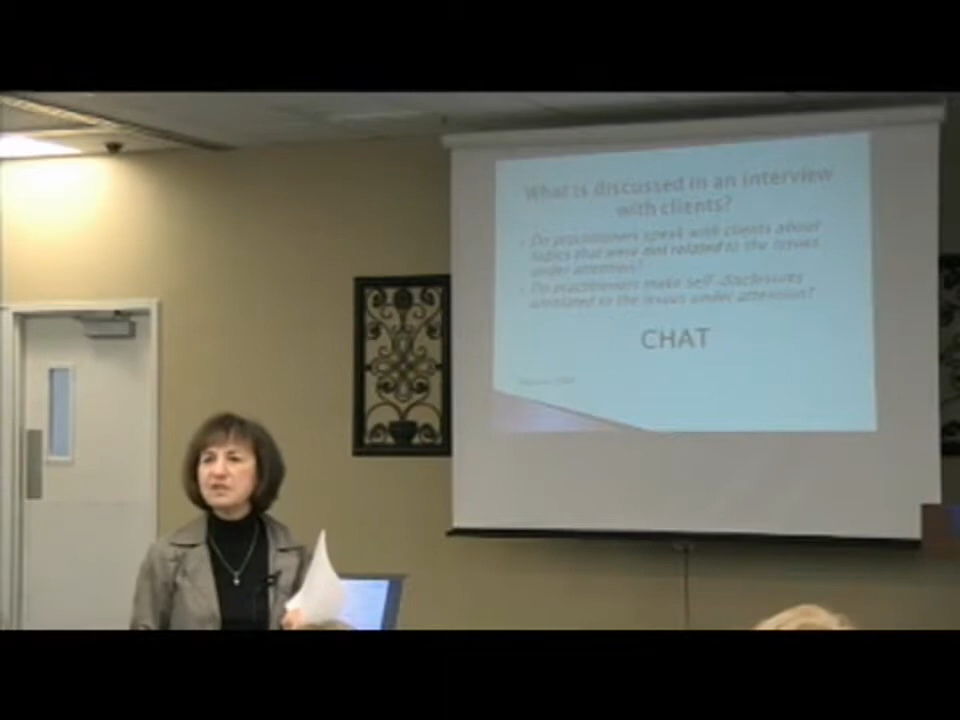 What is discussed in an interview
with clients?
Do practitioners speak with clients about
topics that were not related to the issues
under attention?
Do practitioners make self-disclosures
unrelated to the issues under attention?
CHAT